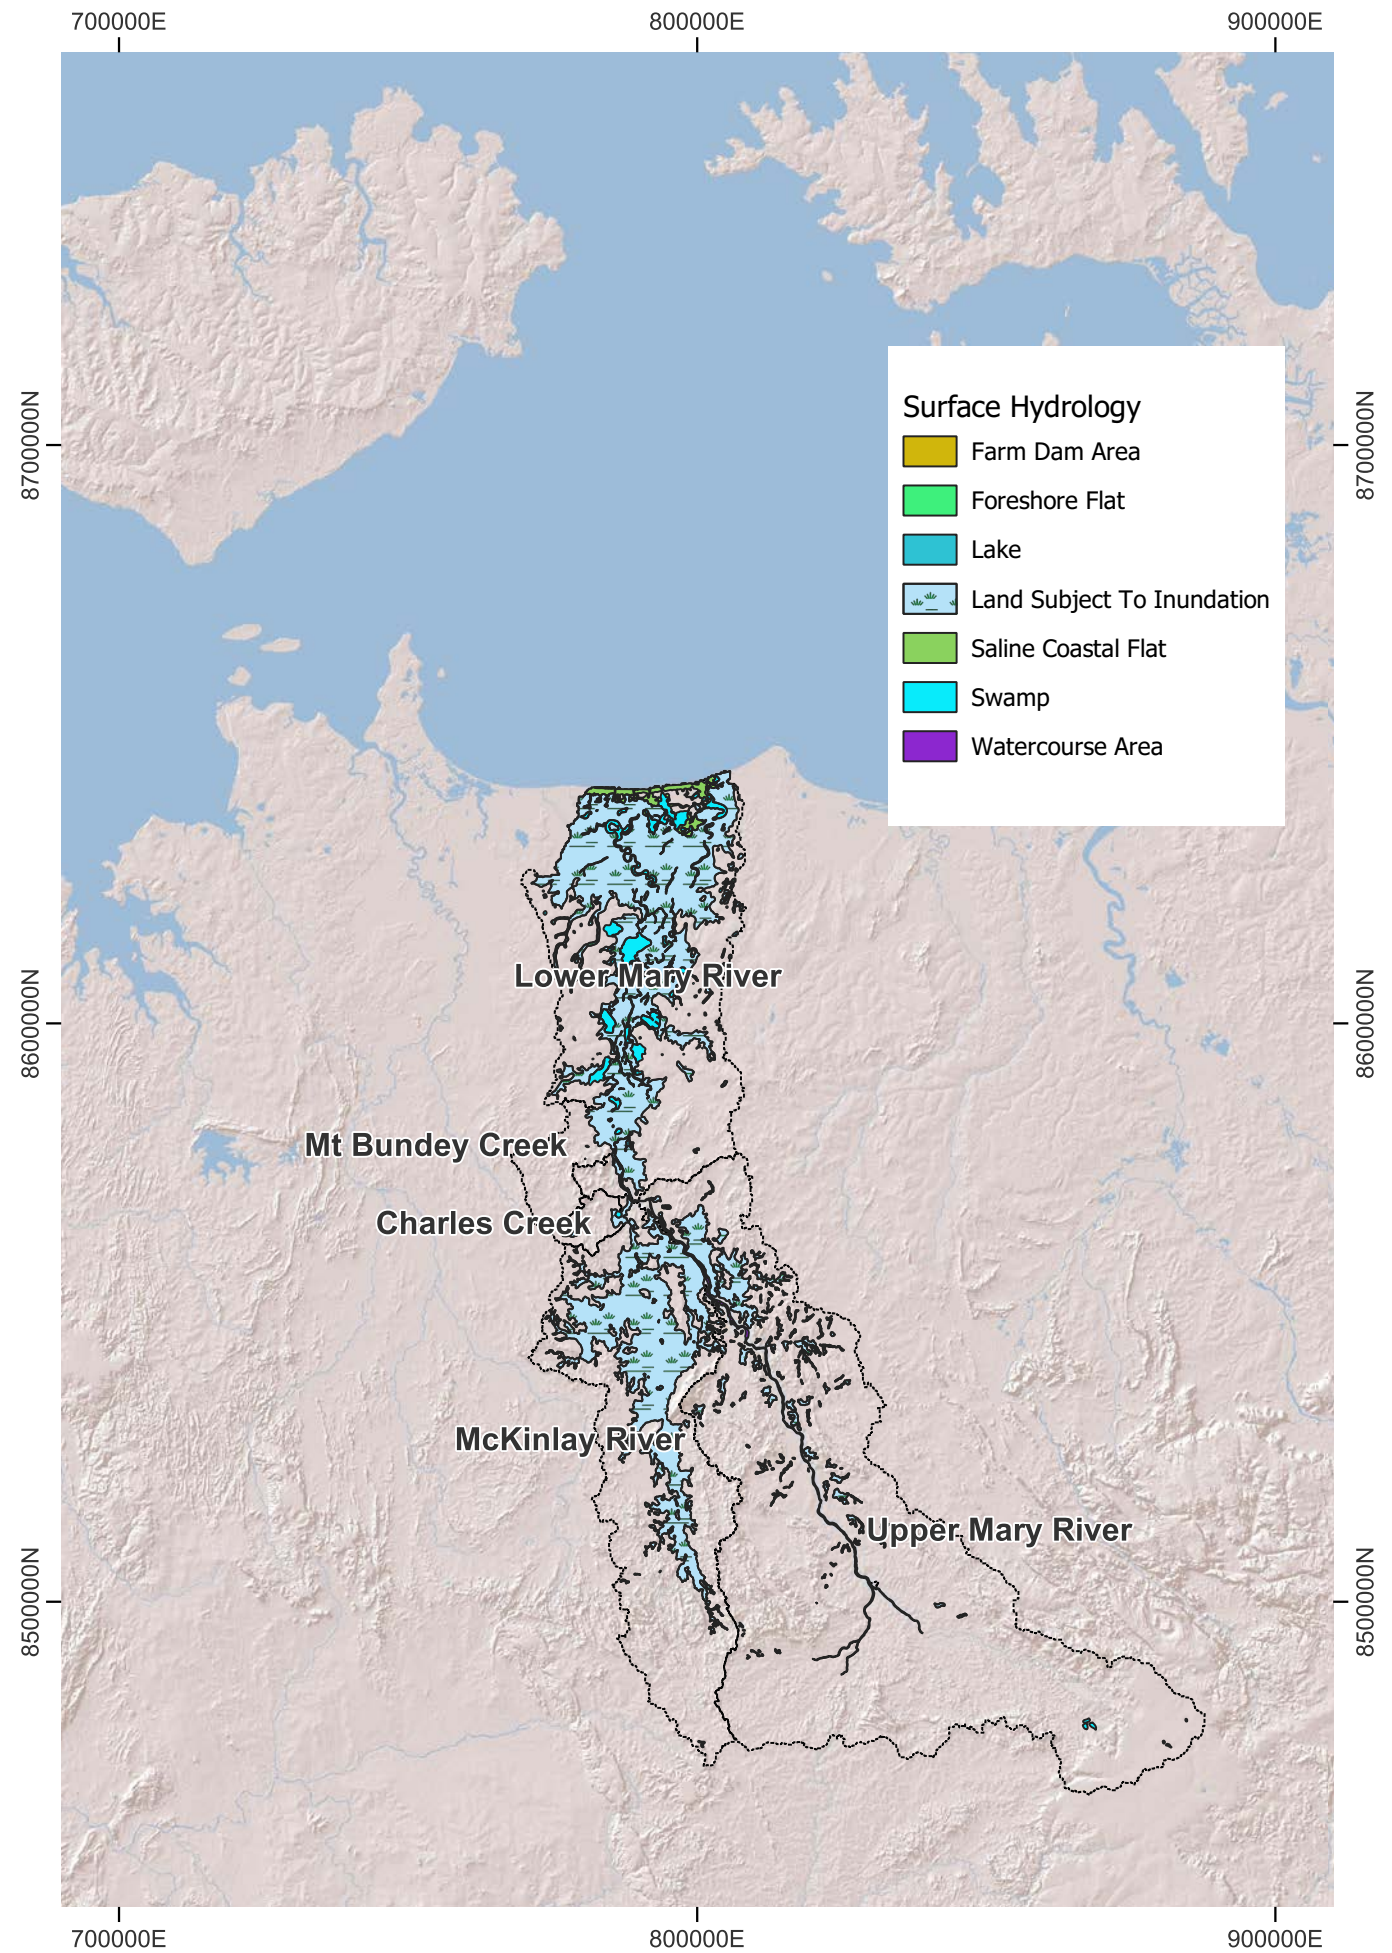 700000E 800000E 900000E
8700000N
8700000N
Surface Hydrology
Farm Dam Area
Foreshore Flat
Lake
Land Subject To Inundation
Saline Coastal Flat
Swamp
Watercourse Area
Lower Mary River
8600000N
8600000N
Mt Bundey Creek
Charles Creek
McKinlay River
Upper Mary River
8500000N
8500000N
700000E 800000E 900000E